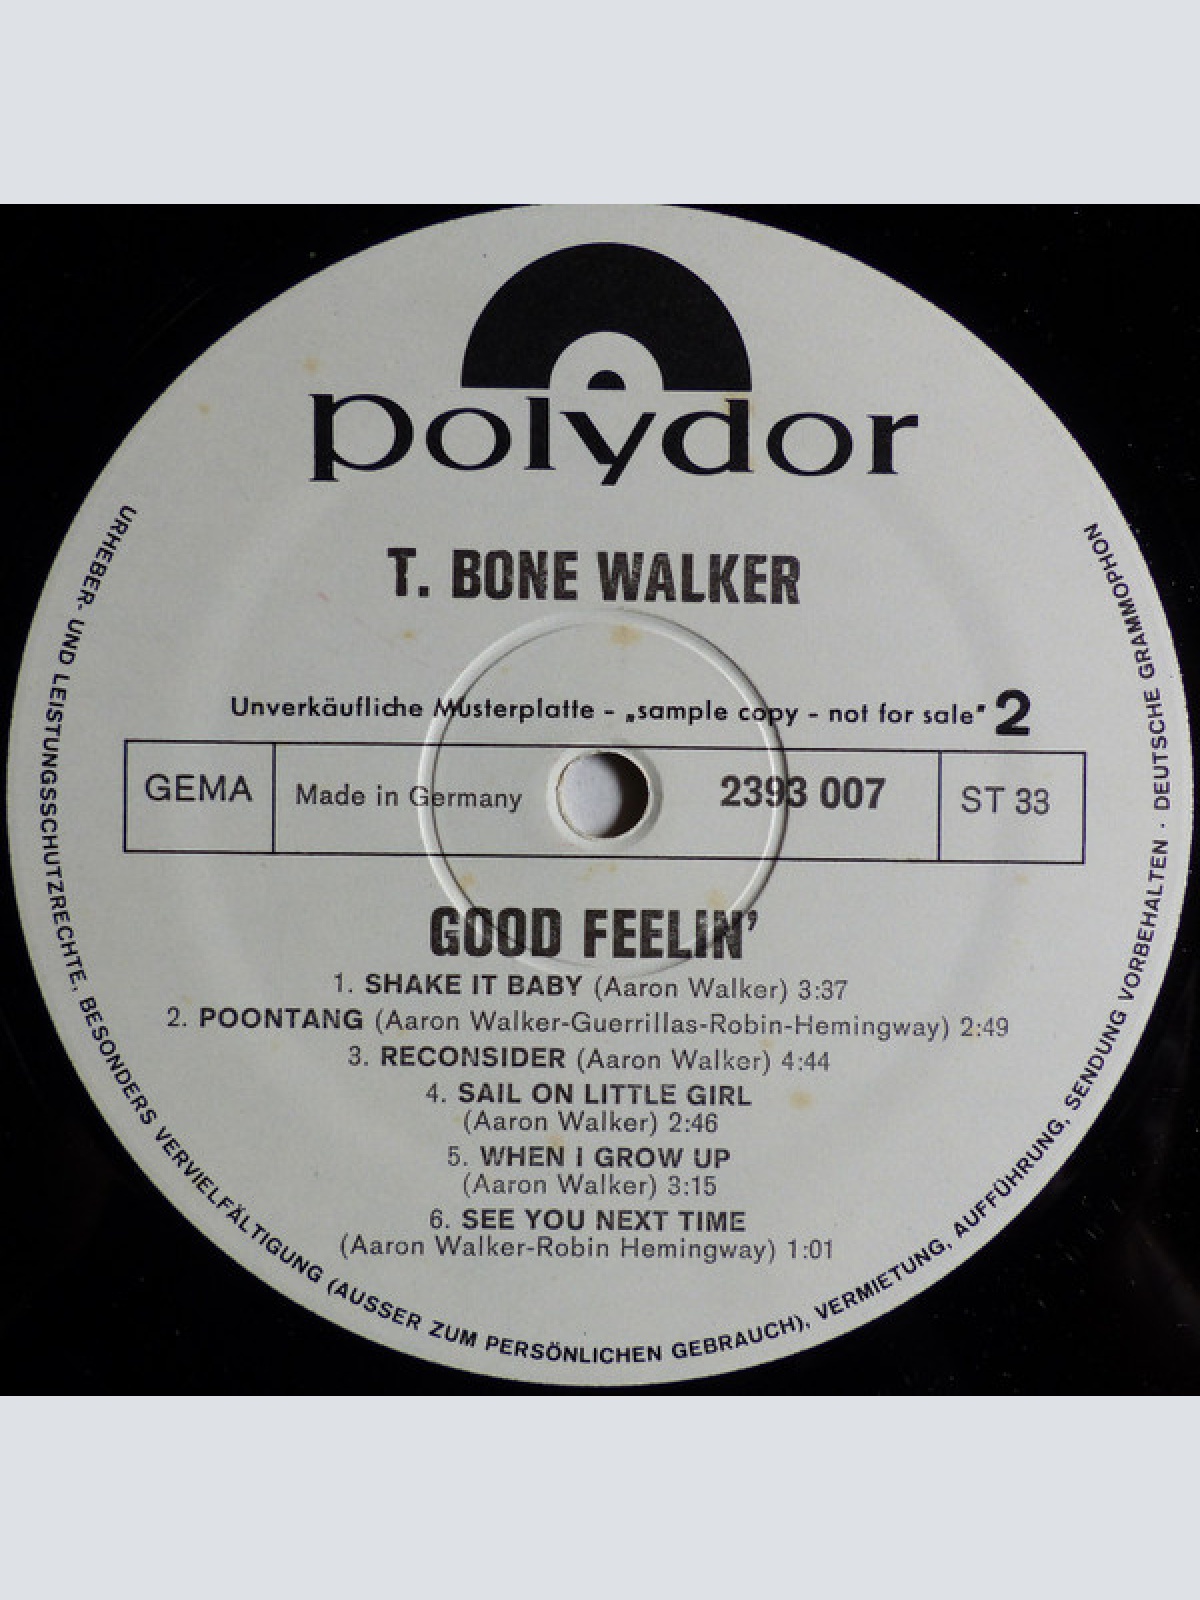 polydor
T. BONE WALKER
Unverkäufliche Musterplatte - „sample copy - not for sale" 2
GEMA Made in Germany 2393 007 ST 33
GOOD FEELIN'
1. SHAKE IT BABY (Aaron Walker) 3:37
2. POONTANG (Aaron Walker-Guerrillas-Robin-Hemingway) 2:49
3. RECONSIDER (Aaron Walker) 4:44
4. SAIL ON LITTLE GIRL
(Aaron Walker) 2:46
5. WHEN I GROW UP
(Aaron Walker) 3:15
6. SEE YOU NEXT TIME
(Aaron Walker-Robin Hemingway) 1:01
URHEBER- UND LEISTUNGSSCHUTZRECHTE, BESONDERS VERVIELFÄLTIGUNG (AUSSER ZUM PERSÖNLICHEN GEBRAUCH), VERMIETUNG, AUFFÜHRUNG, SENDUNG VORBEHALTEN · DEUTSCHE GRAMMOPHON